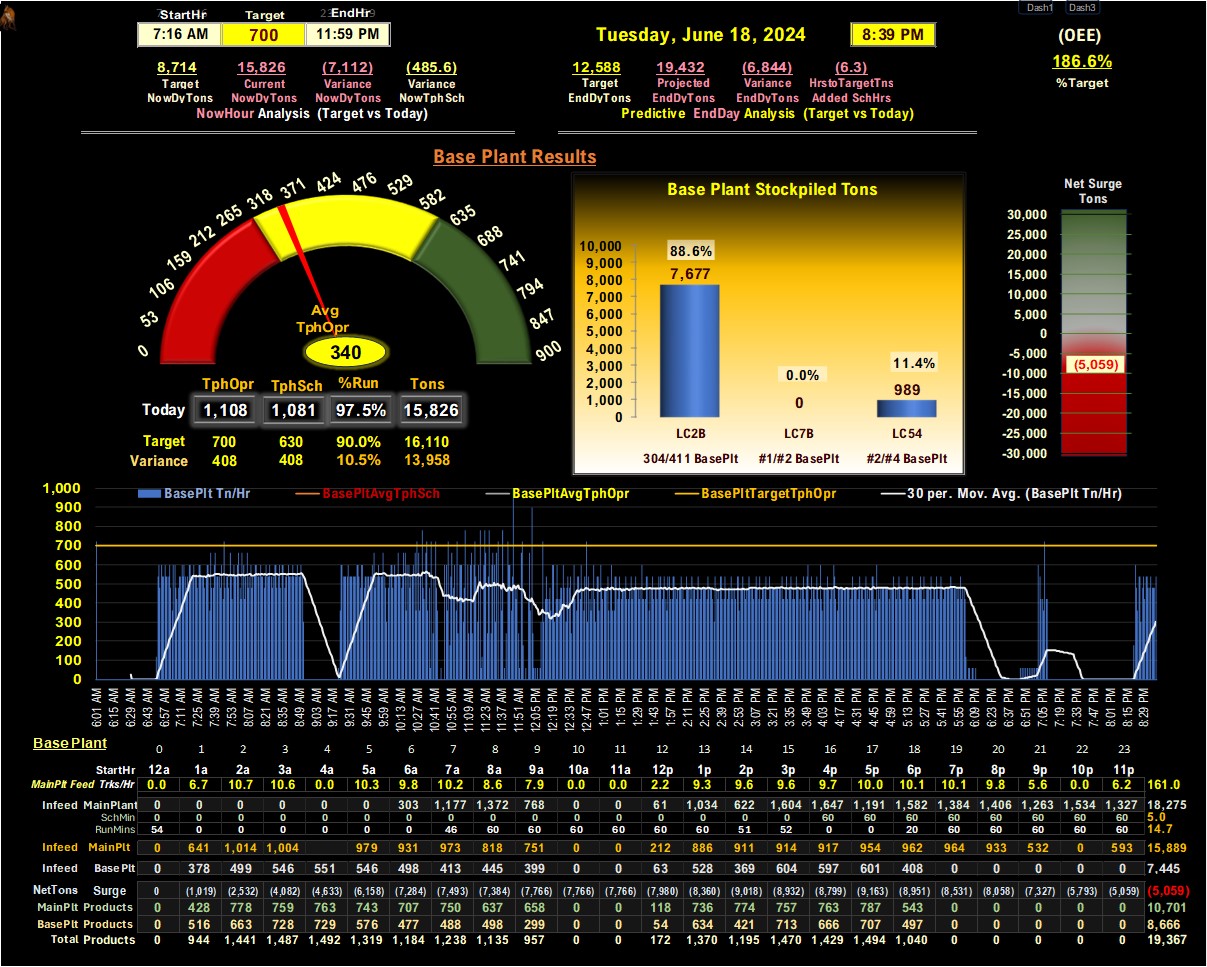 Dash1 Dash3
StartHr Target EndHr
7:16 AM 700 11:59 PM
Tuesday, June 18, 2024 8:39 PM
(OEE)
186.6%
%Target
8,714 15,826 (7,112) (485.6)
Target Current Variance Variance
NowDyTons NowDyTons NowDyTons NowTphSch
NowHour Analysis (Target vs Today)
12,588 19,432 (6,844) (6.3)
Target Projected Variance HrstoTargetTns
EndDyTons EndDyTons EndDyTons Added SchHrs
Predictive EndDay Analysis (Target vs Today)
Base Plant Results
0 53 106 159 212 265 318 371 424 476 529 582 635 688 741 794 847 900
Avg
TphOpr
340
TphOpr TphSch %Run Tons
Today 1,108 1,081 97.5% 15,826
Target 700 630 90.0% 16,110
Variance 408 408 10.5% 13,958
Base Plant Stockpiled Tons
10,000
9,000
8,000
7,000
6,000
5,000
4,000
3,000
2,000
1,000
0
88.6%
7,677
0.0%
0
11.4%
989
LC2B LC7B LC54
304/411 BasePlt #1/#2 BasePlt #2/#4 BasePlt
Net Surge
Tons
30,000
25,000
20,000
15,000
10,000
5,000
0
-5,000
(5,059)
-10,000
-15,000
-20,000
-25,000
-30,000
BasePlt Tn/Hr BasePltAvgTphSch BasePltAvgTphOpr BasePltTargetTphOpr 30 per. Mov. Avg. (BasePlt Tn/Hr)
1,000
900
800
700
600
500
400
300
200
100
0
6:01 AM 6:15 AM 6:29 AM 6:43 AM 6:57 AM 7:11 AM 7:25 AM 7:39 AM 7:53 AM 8:07 AM 8:21 AM 8:35 AM 8:49 AM 9:03 AM 9:17 AM 9:31 AM 9:45 AM 9:59 AM 10:13 AM 10:27 AM 10:41 AM 10:55 AM 11:09 AM 11:23 AM 11:37 AM 11:51 AM 12:05 PM 12:19 PM 12:33 PM 12:47 PM 1:01 PM 1:15 PM 1:29 PM 1:43 PM 1:57 PM 2:11 PM 2:25 PM 2:39 PM 2:53 PM 3:07 PM 3:21 PM 3:35 PM 3:49 PM 4:03 PM 4:17 PM 4:31 PM 4:45 PM 4:59 PM 5:13 PM 5:27 PM 5:41 PM 5:55 PM 6:09 PM 6:23 PM 6:37 PM 6:51 PM 7:05 PM 7:19 PM 7:33 PM 7:47 PM 8:01 PM 8:15 PM 8:29 PM
Base Plant
0 1 2 3 4 5 6 7 8 9 10 11 12 13 14 15 16 17 18 19 20 21 22 23
StartHr 12a 1a 2a 3a 4a 5a 6a 7a 8a 9a 10a 11a 12p 1p 2p 3p 4p 5p 6p 7p 8p 9p 10p 11p
MainPlt Feed Trks/Hr 0.0 6.7 10.7 10.6 0.0 10.3 9.8 10.2 8.6 7.9 0.0 0.0 2.2 9.3 9.6 9.6 9.7 10.0 10.1 10.1 9.8 5.6 0.0 6.2 161.0
Infeed MainPlant 0 0 0 0 0 0 303 1,177 1,372 768 0 0 61 1,034 622 1,604 1,647 1,191 1,582 1,384 1,406 1,263 1,534 1,327 18,275
SchMin 0 0 0 0 0 0 0 0 0 0 0 0 0 0 0 0 60 60 60 60 60 60 60 60 5.0
RunMins 54 0 0 0 0 0 0 46 60 60 60 60 60 60 51 52 0 0 20 60 60 60 60 60 14.7
Infeed MainPlt 0 641 1,014 1,004 979 931 973 818 751 0 0 212 886 911 914 917 954 962 964 933 532 0 593 15,889
Infeed BasePlt 0 378 499 546 551 546 498 413 445 399 0 0 63 528 369 604 597 601 408 0 0 0 0 0 7,445
NetTons Surge 0 (1,019) (2,532) (4,082) (4,633) (6,158) (7,284) (7,493) (7,384) (7,766) (7,766) (7,766) (7,980) (8,360) (9,018) (8,932) (8,799) (9,163) (8,951) (8,531) (8,058) (7,327) (5,793) (5,059) (5,059)
MainPlt Products 0 428 778 759 763 743 707 750 637 658 0 0 118 736 774 757 763 787 543 0 0 0 0 0 10,701
BasePlt Products 0 516 663 728 729 576 477 488 498 299 0 0 54 634 421 713 666 707 497 0 0 0 0 0 8,666
Total Products 0 944 1,441 1,487 1,492 1,319 1,184 1,238 1,135 957 0 0 172 1,370 1,195 1,470 1,429 1,494 1,040 0 0 0 0 0 19,367